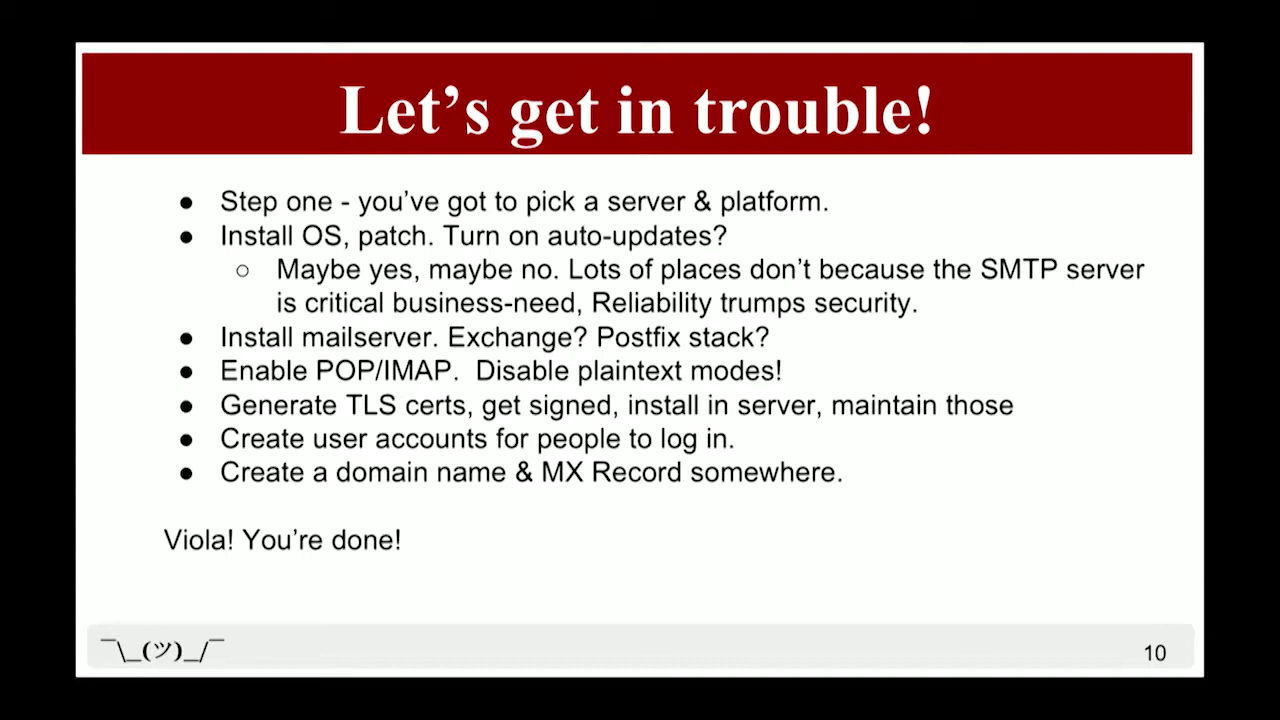 Let's get in trouble!
● Step one - you've got to pick a server & platform.
● Install OS, patch. Turn on auto-updates?
○ Maybe yes, maybe no. Lots of places don't because the SMTP server
is critical business-need, Reliability trumps security.
● Install mailserver. Exchange? Postfix stack?
● Enable POP/IMAP.  Disable plaintext modes!
● Generate TLS certs, get signed, install in server, maintain those
● Create user accounts for people to log in.
● Create a domain name & MX Record somewhere.
Viola! You're done!
¯\_(ツ)_/¯
10